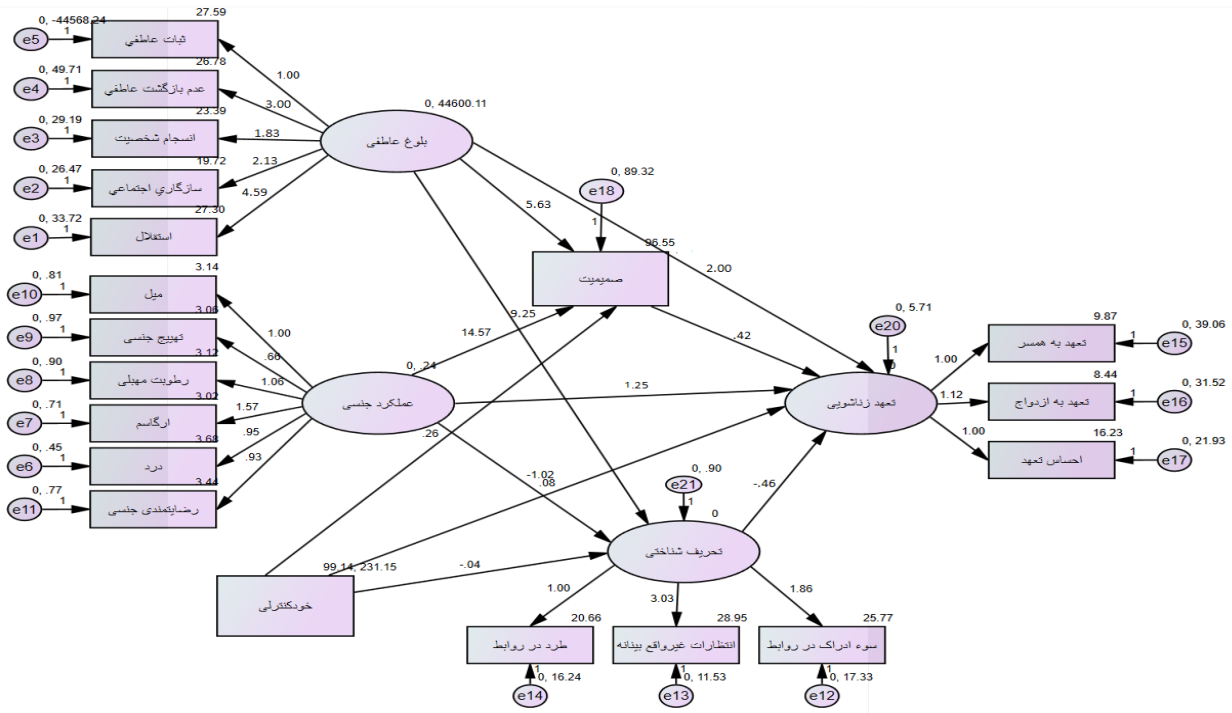 0, -44568.24
27.59
e5
1
ثبات عاطفي
0, 49.71
26.78
e4
1
عدم بازگشت عاطفي
0, 29.19
23.39
e3
1
انسجام شخصيت
0, 26.47
19.72
e2
1
سازگاري اجتماعي
0, 33.72
27.30
e1
1
استقلال
1.00
3.00
1.83
2.13
4.59
0, 44600.11
بلوغ عاطفی
0, 89.32
e18
1
5.63
96.55
صمیمیت
2.00
9.25
14.57
.42
0, .81
3.14
e10
1
میل
0, .97
3.06
e9
1
تهییج جنسی
0, .90
3.12
e8
1
رطوبت مهبلی
0, .71
3.02
e7
1
ارگاسم
0, .45
3.68
e6
1
درد
0, .77
3.44
e11
1
رضایتمندی جنسی
1.00
.66
1.06
1.57
.95
.93
0, .24
عملکرد جنسی
1.25
.26
-1.02
.08
0, 5.71
e20
1
0
تعهد زناشویی
1.00
1.12
1.00
9.87
تعهد به همسر
1
0, 39.06
e15
8.44
تعهد به ازدواج
1
0, 31.52
e16
16.23
احساس تعهد
1
0, 21.93
e17
-.46
0, .90
e21
1
0
تحریف شناختی
99.14, 231.15
خودکنترلی
-.04
1.00
3.03
1.86
20.66
طرد در روابط
28.95
انتظارات غیرواقع بینانه
25.77
سوء ادراک در روابط
1
0, 16.24
e14
1
0, 11.53
e13
1
0, 17.33
e12